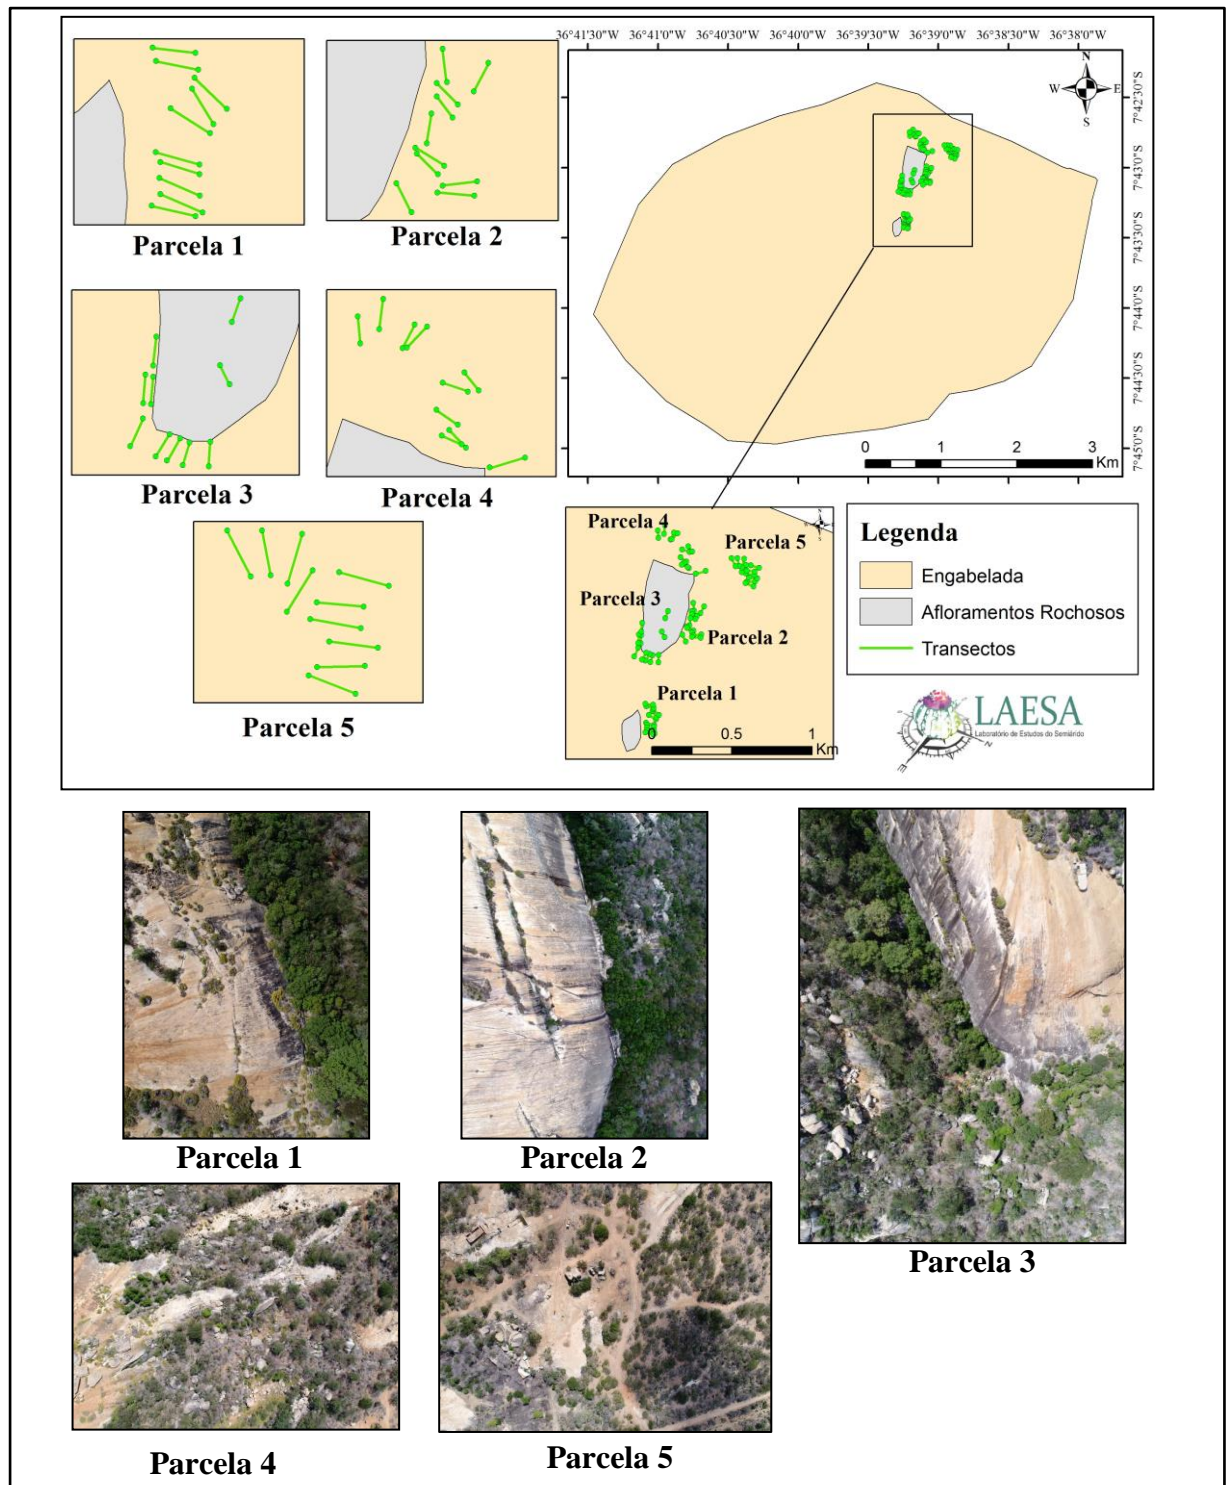 36°41'30"W 36°41'0"W 36°40'30"W 36°40'0"W 36°39'30"W 36°39'0"W 36°38'30"W 36°38'0"W
N
W E
S
7°42'30"S
7°43'0"S
7°43'30"S
7°44'0"S
7°44'30"S
7°45'0"S
Parcela 1
Parcela 2
Parcela 3
Parcela 4
Parcela 5
0 1 2 3
Km
Parcela 4
Parcela 5
Parcela 3
Parcela 2
Parcela 1
0 0.5 1
Km
Legenda
Engabelada
Afloramentos Rochosos
Transectos
LAESA
Laboratório de Estudos do Semiárido
N
E
Parcela 1
Parcela 2
Parcela 3
Parcela 4
Parcela 5